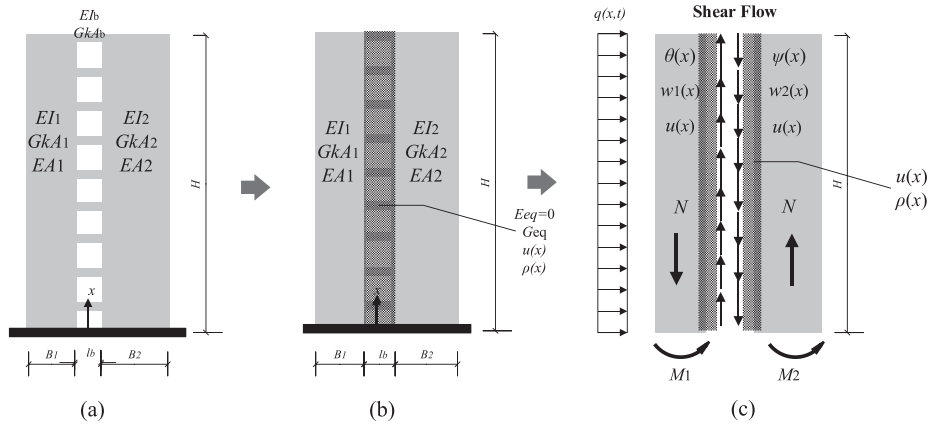 EIb
GkAb
EI1
GkA1
EA1
EI2
GkA2
EA2
H
x
B1
lb
B2
(a)
EI1
GkA1
EA1
EI2
GkA2
EA2
H
Eeq=0
Geq
u(x)
ρ(x)
x
B1
lb
B2
(b)
q(x,t)
Shear Flow
θ(x)
w1(x)
u(x)
ψ(x)
w2(x)
u(x)
H
u(x)
ρ(x)
N
N
M1
M2
(c)